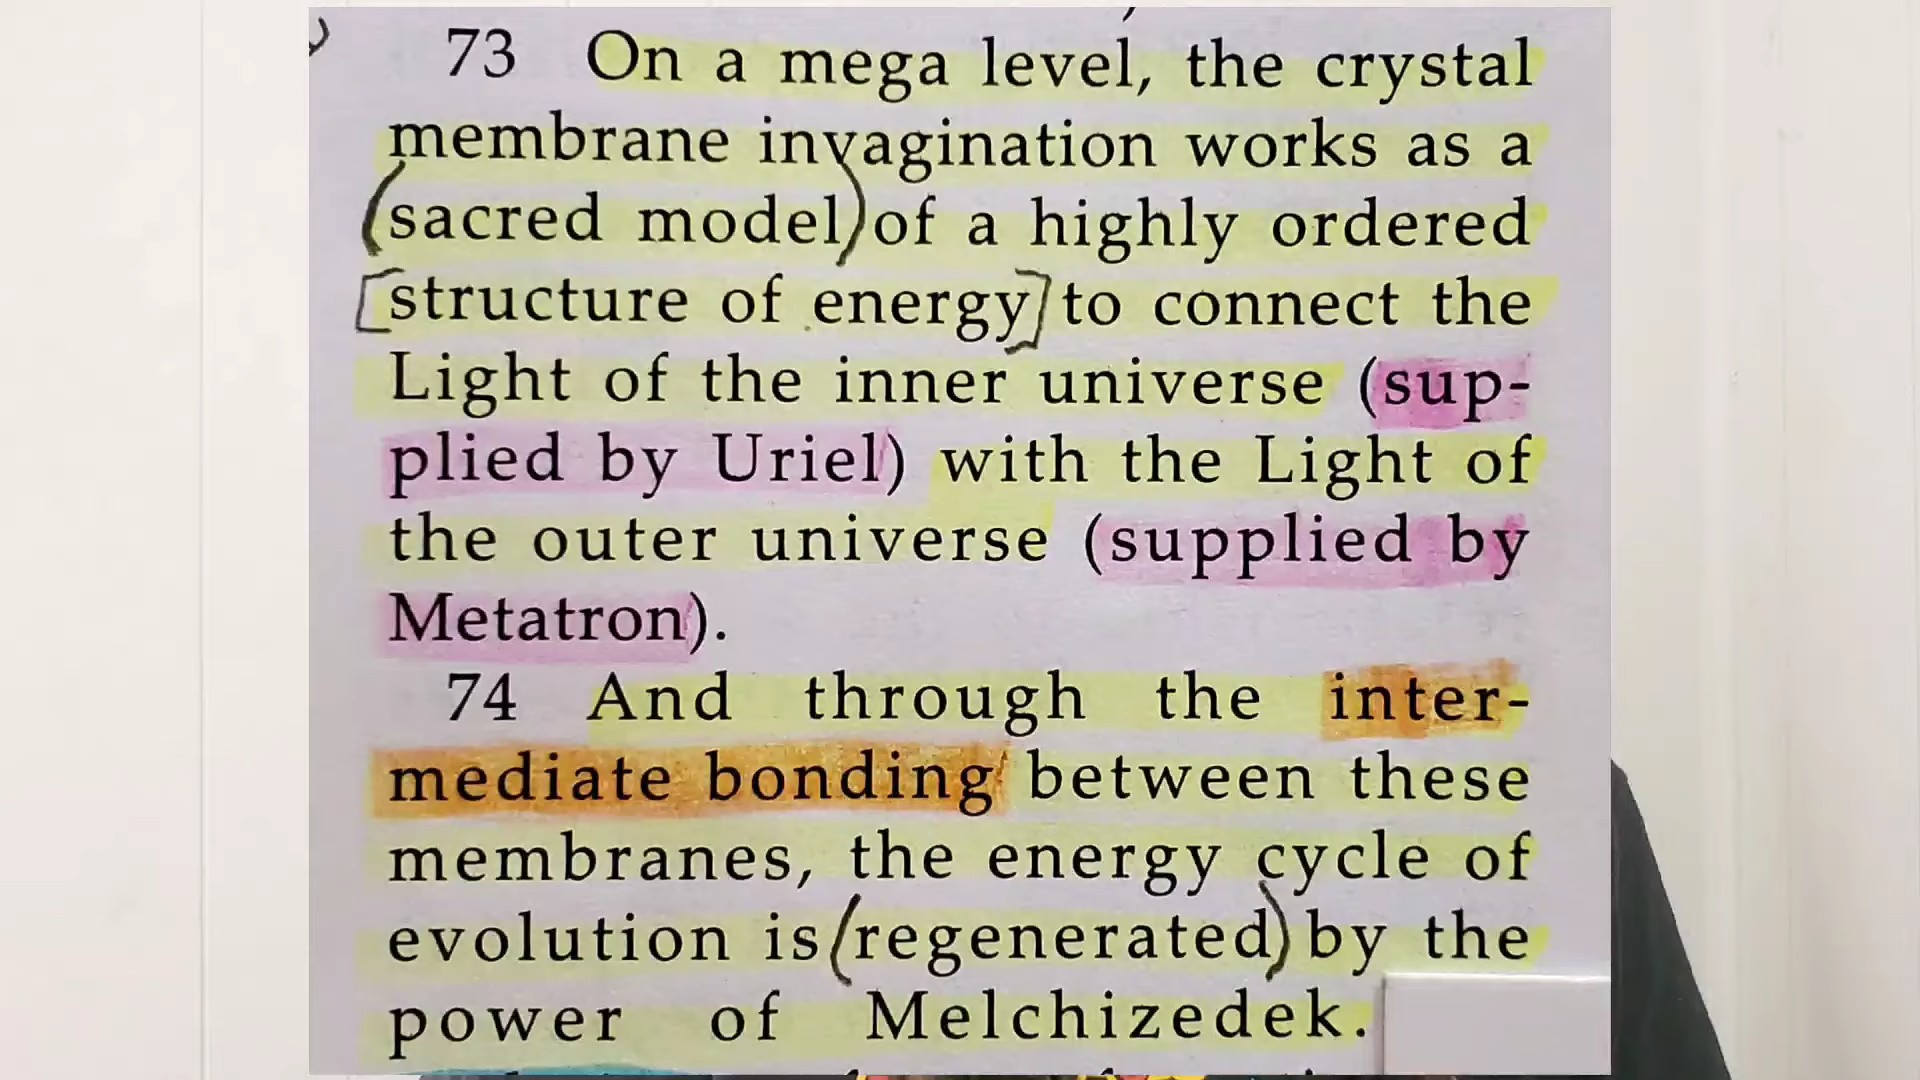 73 On a mega level, the crystal
membrane invagination works as a
(sacred model) of a highly ordered
[structure of energy] to connect the
Light of the inner universe (sup-
plied by Uriel) with the Light of
the outer universe (supplied by
Metatron).
74 And through the inter-
mediate bonding between these
membranes, the energy cycle of
evolution is (regenerated) by the
power of Melchizedek.